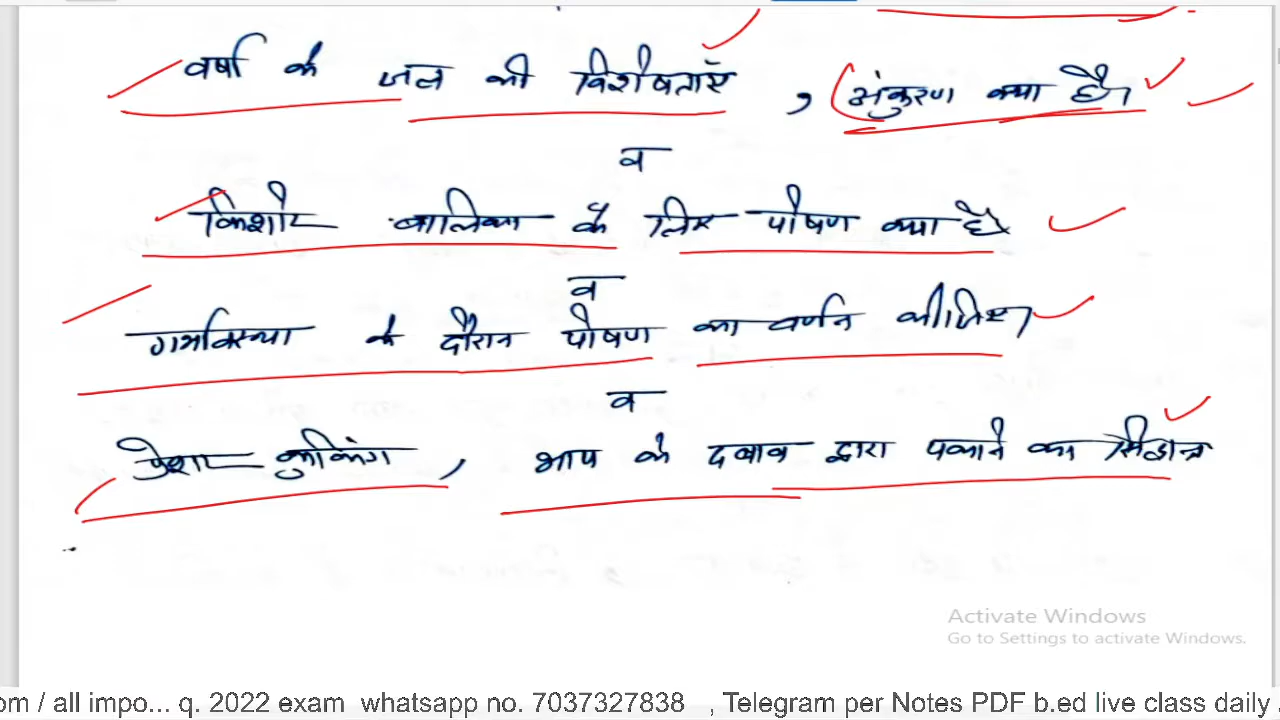 वर्षा के जल की विशेषताएँ , अंकुरण क्या है।
व
किशोर बालिका के लिए पोषण क्या है
व
गर्भावस्था के दौरान पोषण का वर्णन कीजिए।
व
प्रेशर कुकिंग , भाप के दबाव द्वारा पकाने का सिद्धान्त
Activate Windows
Go to Settings to activate Windows.
om / all impo... q. 2022 exam whatsapp no. 7037327838 , Telegram per Notes PDF b.ed live class daily